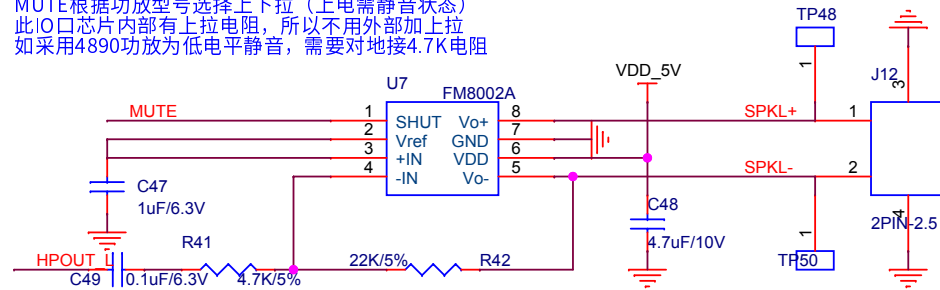 MUTE根据功放型号选择上下拉（上电需静音状态）
此IO口芯片内部有上拉电阻，所以不用外部加上拉
如采用4890功放为低电平静音，需要对地接4.7K电阻
TP48
1
U7
FM8002A
VDD_5V
J12
3
MUTE
1
SHUT
Vo+
8
SPKL+
1
2
Vref
GND
7
3
+IN
VDD
6
4
-IN
Vo-
5
SPKL-
2
C47
1uF/6.3V
C48
4.7uF/10V
4
2PIN-2.5
1
TP50
R41
HPOUT_L
C49
0.1uF/6.3V
4.7K/5%
22K/5%
R42